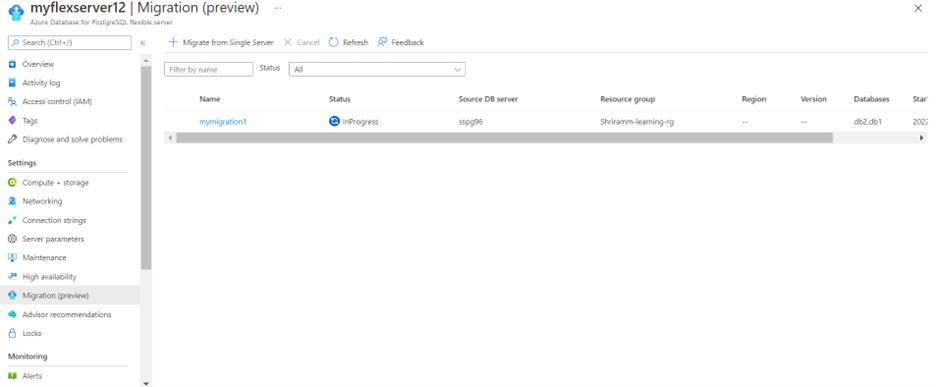 myflexserver12 | Migration (preview) ...
Azure Database for PostgreSQL flexible server
Search (Ctrl+/)
«
Migrate from Single Server Cancel Refresh Feedback
Overview
Activity log
Access control (IAM)
Tags
Diagnose and solve problems
Settings
Compute + storage
Networking
Connection strings
Server parameters
Maintenance
High availability
Migration (preview)
Advisor recommendations
Locks
Monitoring
Alerts
Filter by name Status All
Name Status Source DB server Resource group Region Version Databases Start
mymigration1 InProgress sspg96 Shriramm-learning-rg -- -- db2,db1 2022